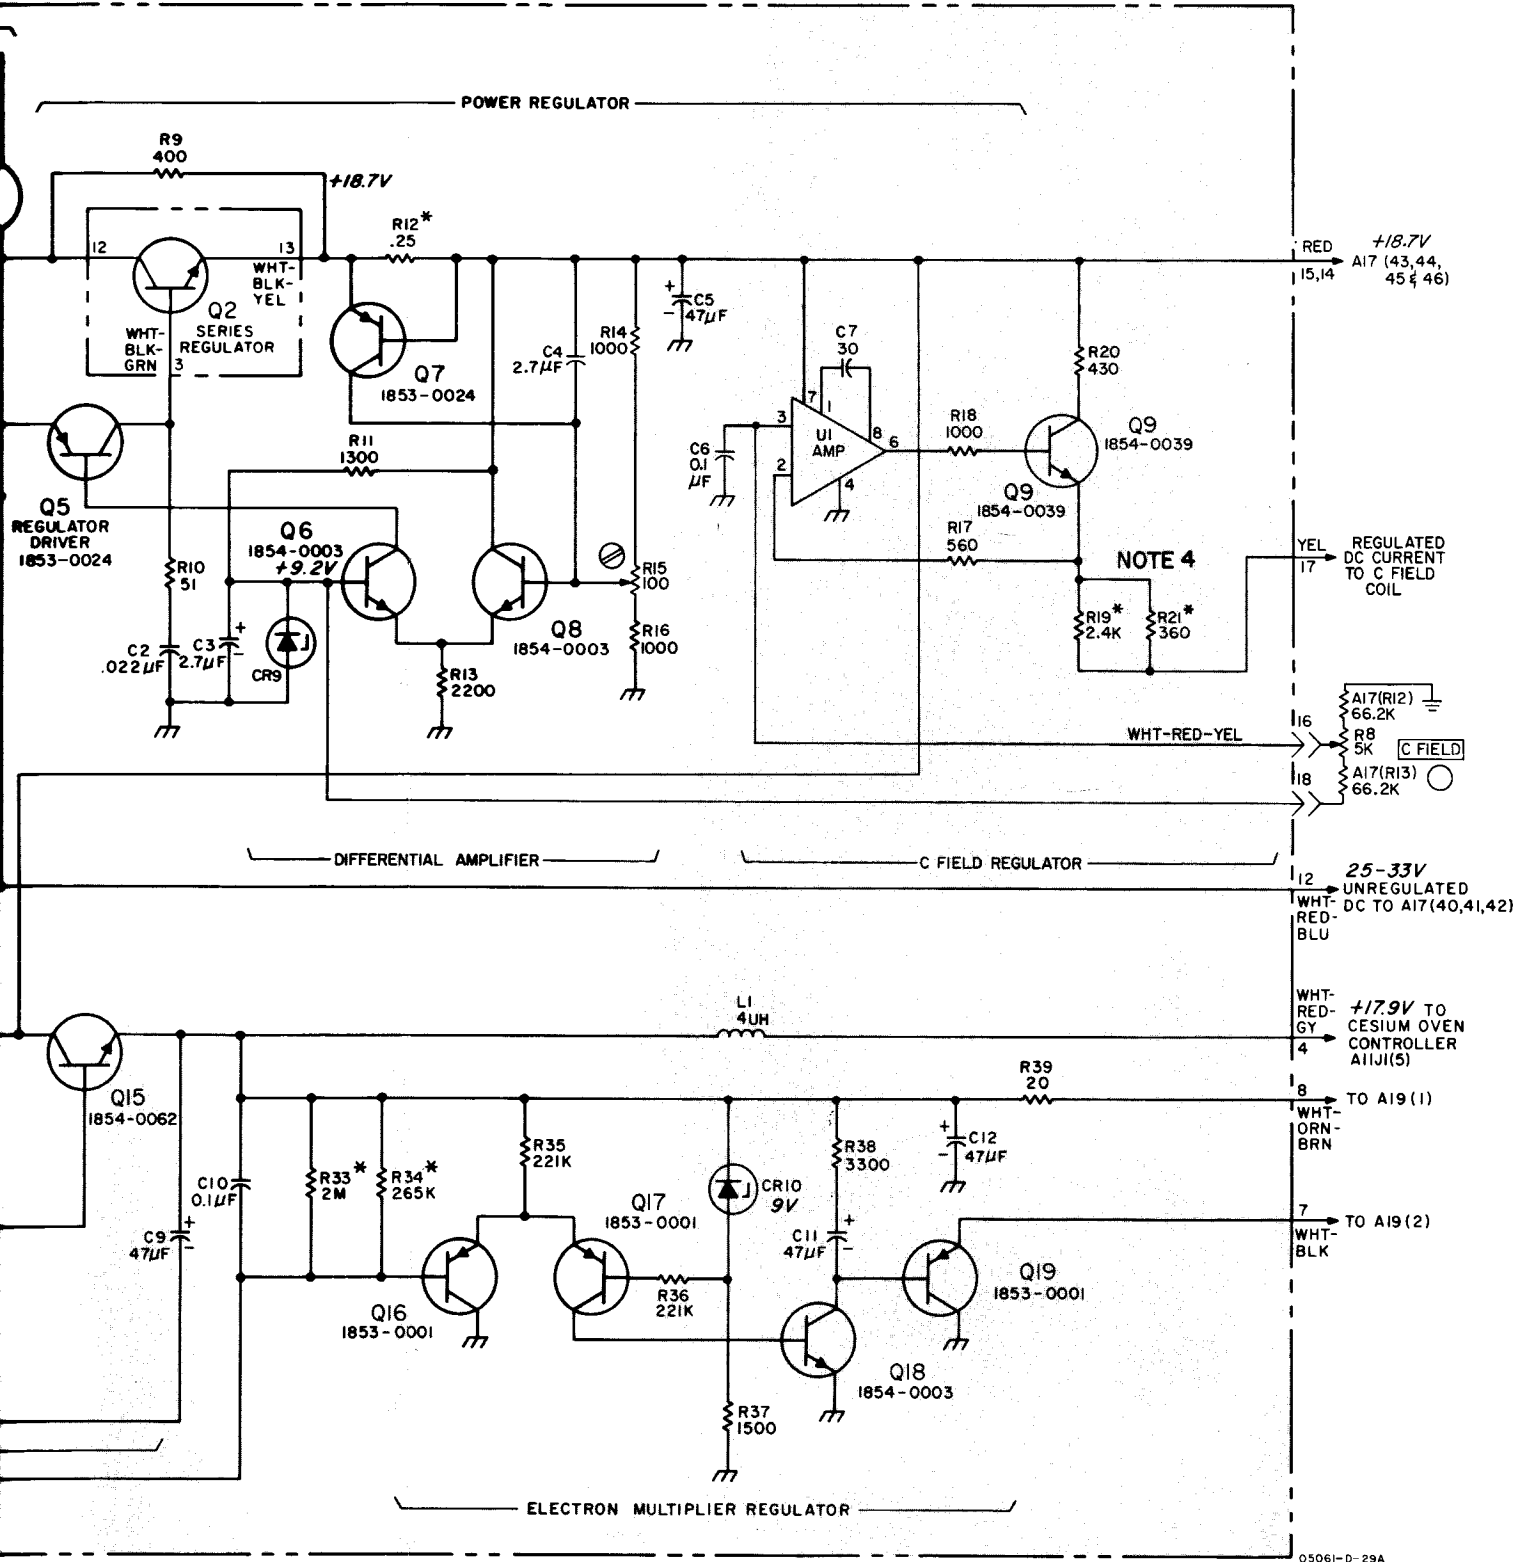 POWER REGULATOR
R9
400
+18.7V
R12*
.25
12
13
WHT-
BLK-
YEL
Q2
SERIES
REGULATOR
WHT-
BLK-
GRN
3
Q7
1853-0024
C4
2.7µF
R14
1000
+
C5
47µF
-
C7
30
R20
430
RED
15,14
+18.7V
A17 (43,44,
45 & 46)
Q5
REGULATOR
DRIVER
1853-0024
R11
1300
C6
0.1
µF
3
7
1
8
6
2
4
U1
AMP
R18
1000
Q9
1854-0039
Q9
1854-0039
Q6
1854-0003
+9.2V
R10
51
C2
.022µF
C3
2.7µF
+
-
CR9
R13
2200
Q8
1854-0003
R15
100
R16
1000
R17
560
NOTE 4
R19*
2.4K
R21*
360
YEL
17
REGULATED
DC CURRENT
TO C FIELD
COIL
WHT-RED-YEL
16
18
A17(R12)
66.2K
R8
5K
C FIELD
A17(R13)
66.2K
DIFFERENTIAL AMPLIFIER
C FIELD REGULATOR
12
WHT-
RED-
BLU
25-33V
UNREGULATED
DC TO A17(40,41,42)
Q15
1854-0062
L1
4UH
WHT-
RED-
GY
4
+17.9V TO
CESIUM OVEN
CONTROLLER
A11J1(5)
R39
20
8
WHT-
ORN-
BRN
TO A19(1)
C10
0.1µF
C9
47µF
+
-
R33*
2M
R34*
265K
R35
221K
Q17
1853-0001
CR10
9V
R38
3300
+
C12
47µF
-
C11
47µF
+
-
7
WHT-
BLK
TO A19(2)
Q16
1853-0001
R36
221K
Q19
1853-0001
Q18
1854-0003
R37
1500
ELECTRON MULTIPLIER REGULATOR
05061-D-29A